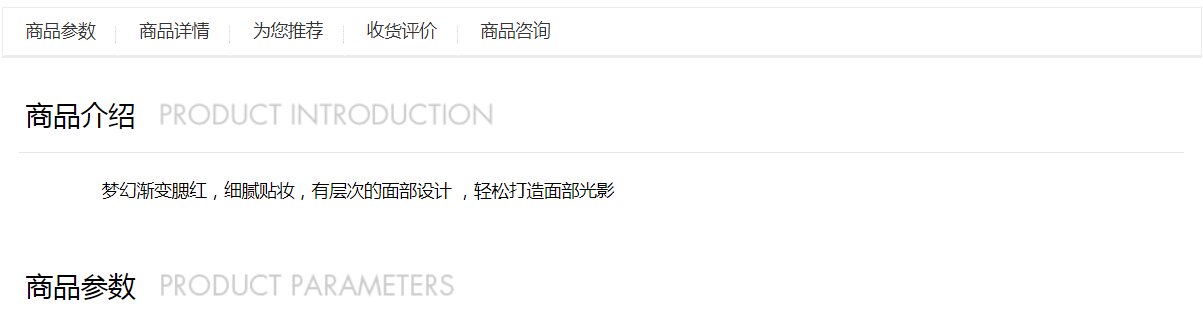 商品参数 商品详情 为您推荐 收货评价 商品咨询
商品介绍 PRODUCT INTRODUCTION
梦幻渐变腮红，细腻贴妆，有层次的面部设计 ，轻松打造面部光影
商品参数 PRODUCT PARAMETERS